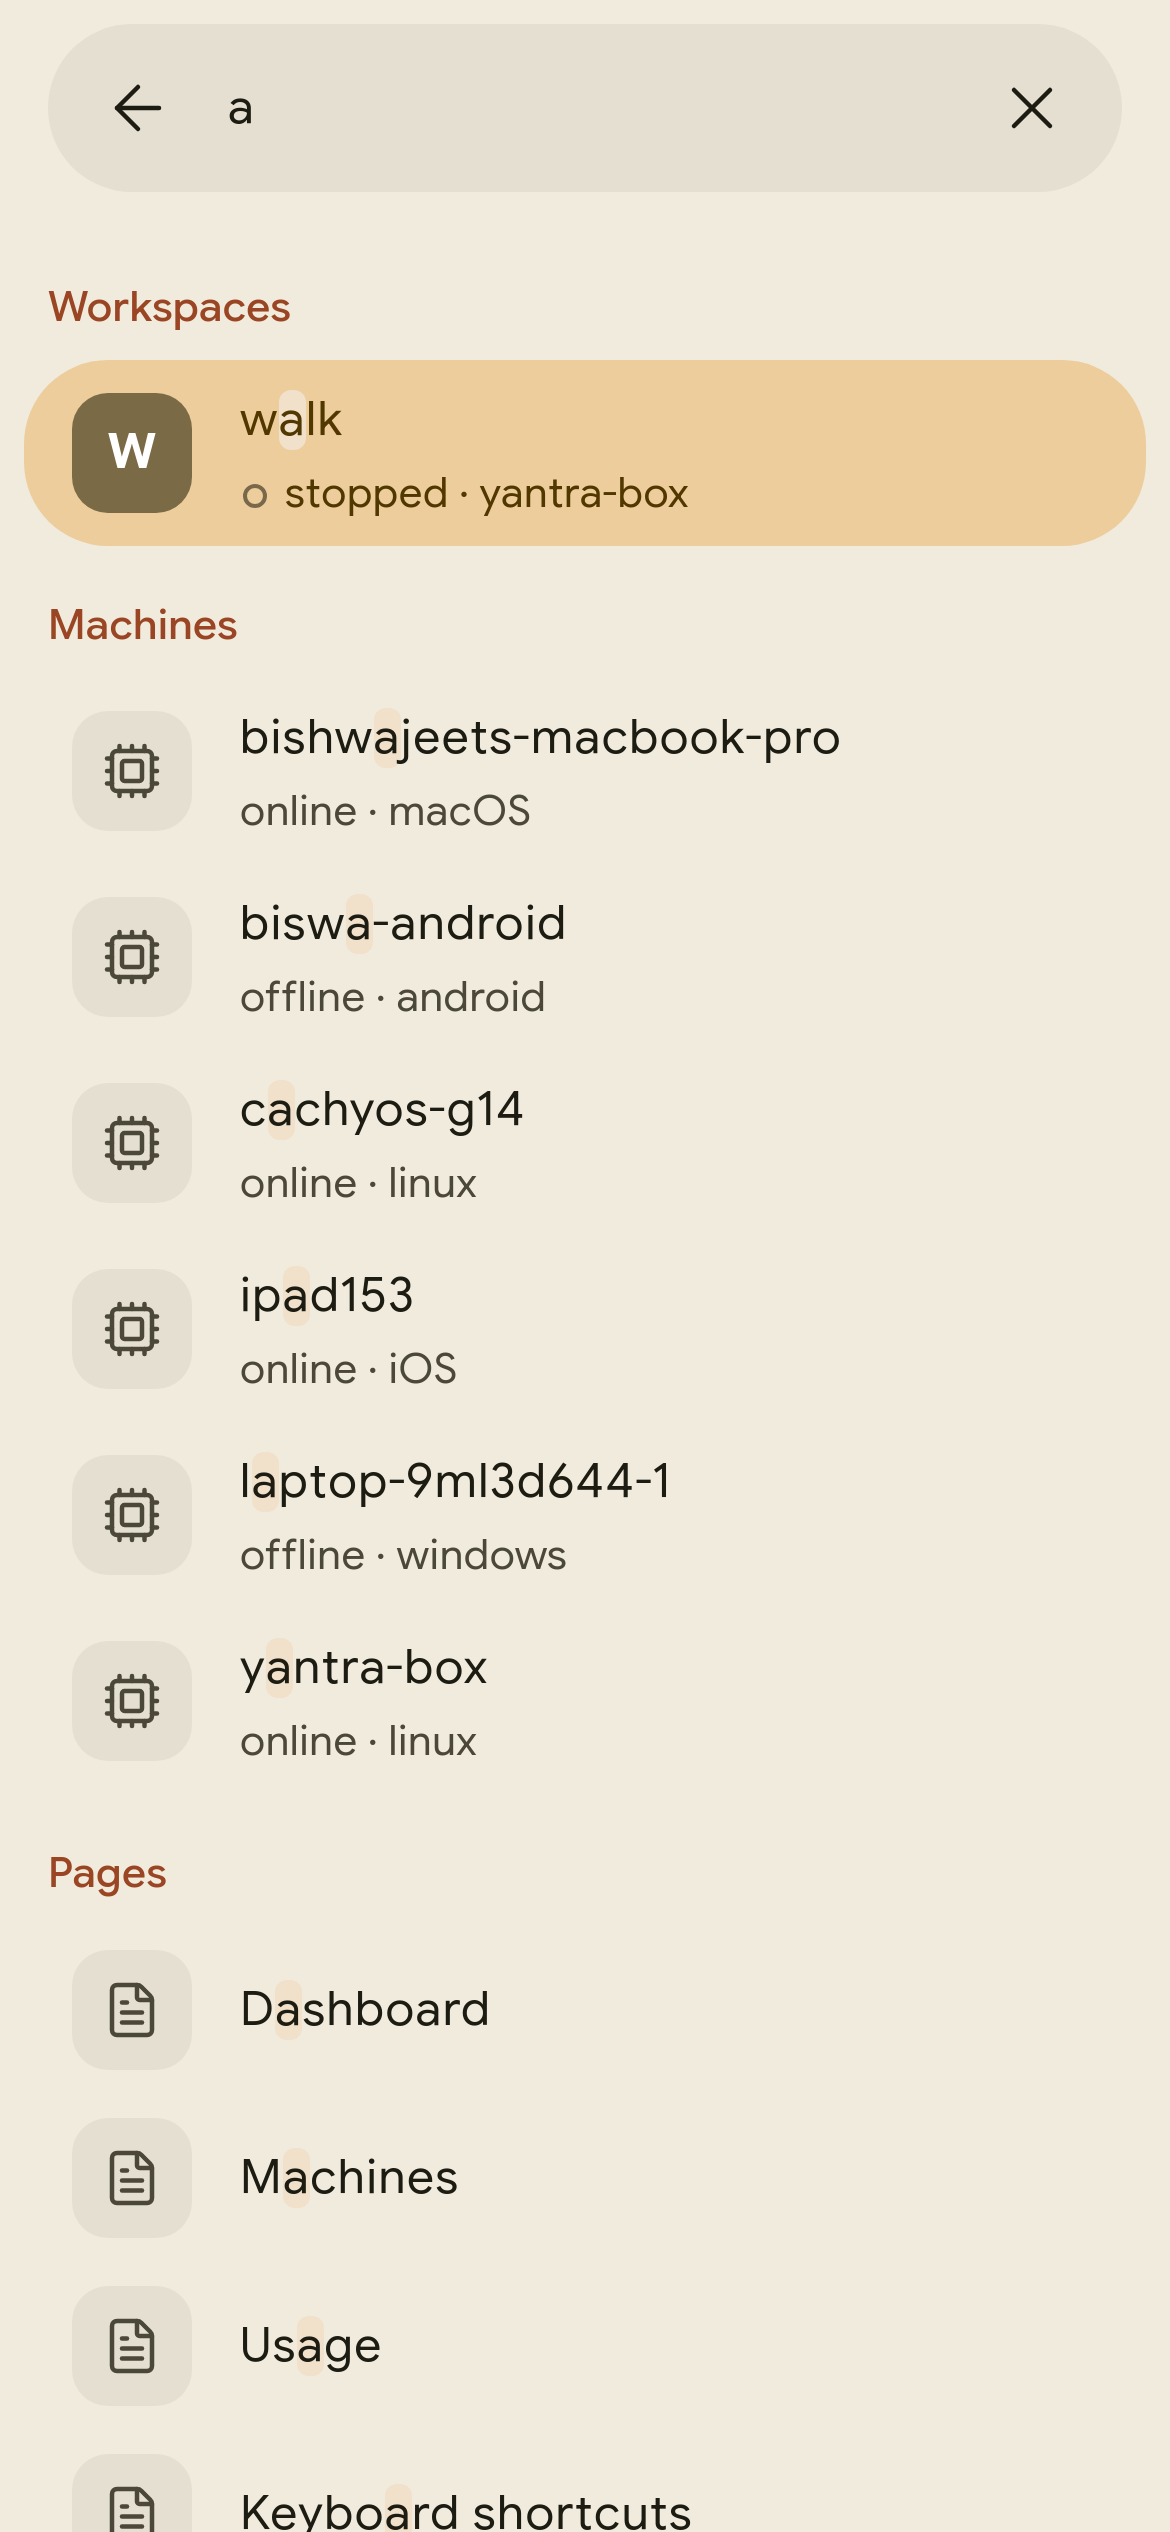 a
Workspaces
W
walk
stopped · yantra-box
Machines
bishwajeets-macbook-pro
online · macOS
biswa-android
offline · android
cachyos-g14
online · linux
ipad153
online · iOS
laptop-9ml3d644-1
offline · windows
yantra-box
online · linux
Pages
Dashboard
Machines
Usage
Keyboard shortcuts